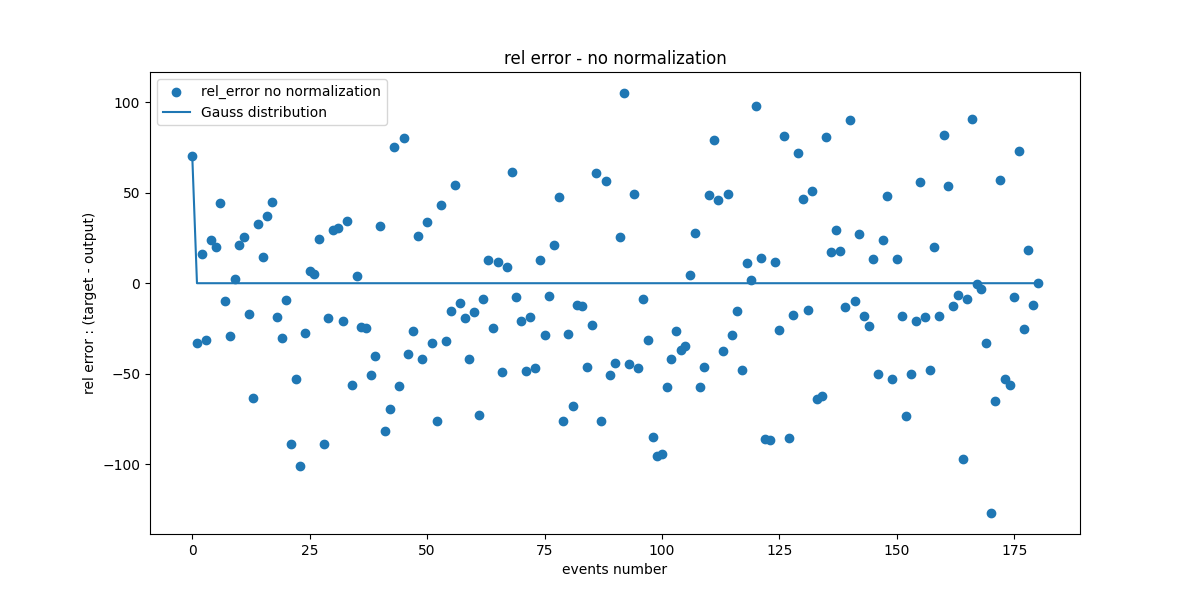 rel error - no normalization
rel_error no normalization
Gauss distribution
100
50
0
−50
−100
rel error : (target - output)
0 25 50 75 100 125 150 175
events number